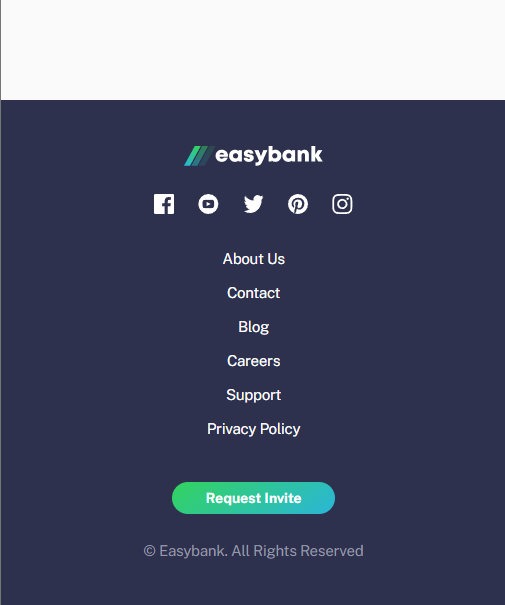 easybank
About Us
Contact
Blog
Careers
Support
Privacy Policy
Request Invite
© Easybank. All Rights Reserved